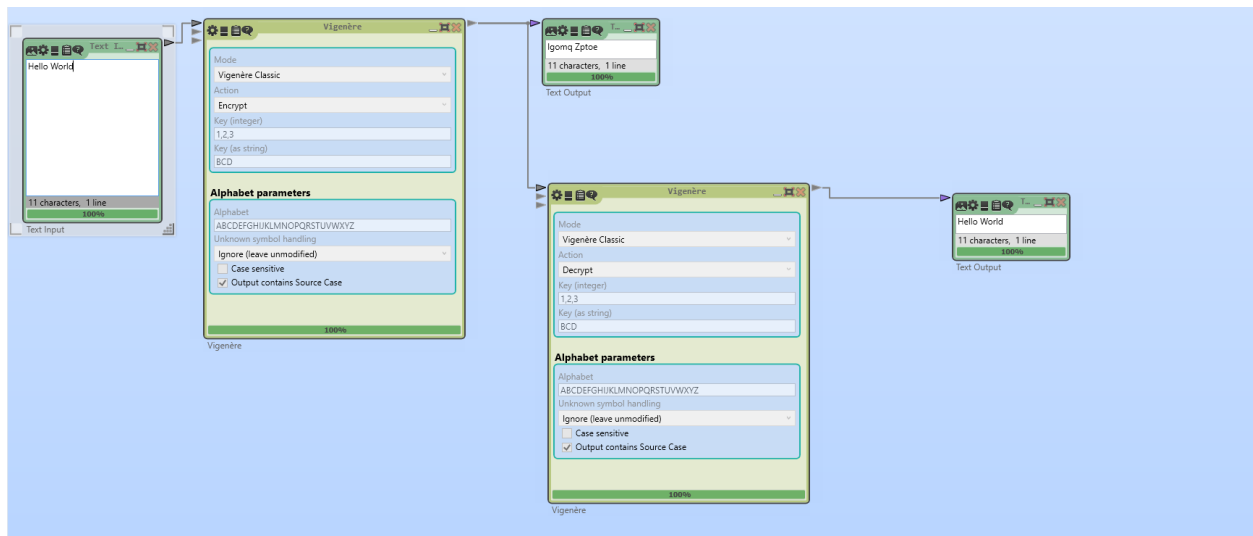 Text I...
Hello World
11 characters, 1 line
100%
Text Input
Vigenère
Mode
Vigenère Classic
Action
Encrypt
Key (integer)
1,2,3
Key (as string)
BCD
Alphabet parameters
Alphabet
ABCDEFGHIJKLMNOPQRSTUVWXYZ
Unknown symbol handling
Ignore (leave unmodified)
Case sensitive
Output contains Source Case
100%
Vigenère
T...
Igomq Zptoe
11 characters, 1 line
100%
Text Output
Vigenère
Mode
Vigenère Classic
Action
Decrypt
Key (integer)
1,2,3
Key (as string)
BCD
Alphabet parameters
Alphabet
ABCDEFGHIJKLMNOPQRSTUVWXYZ
Unknown symbol handling
Ignore (leave unmodified)
Case sensitive
Output contains Source Case
100%
Vigenère
T...
Hello World
11 characters, 1 line
100%
Text Output